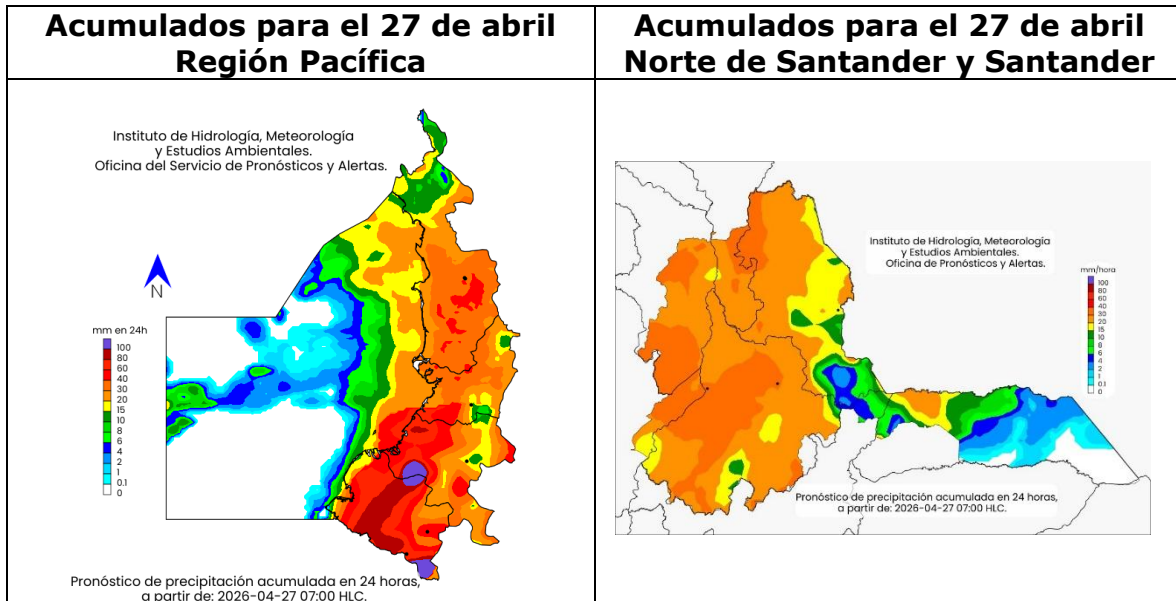 Acumulados para el 27 de abril
Región Pacífica
Acumulados para el 27 de abril
Norte de Santander y Santander
Instituto de Hidrología, Meteorología
y Estudios Ambientales.
Oficina del Servicio de Pronósticos y Alertas.
N
mm en 24h
100
80
60
40
30
20
15
10
8
6
4
2
1
0.1
0
Pronóstico de precipitación acumulada en 24 horas,
a partir de: 2026-04-27 07:00 HLC.
Instituto de Hidrología, Meteorología
y Estudios Ambientales.
Oficina de Pronósticos y Alertas.
mm/hora
100
80
60
40
30
20
15
10
8
6
4
2
1
0.1
0
Pronóstico de precipitación acumulada en 24 horas,
a partir de: 2026-04-27 07:00 HLC.